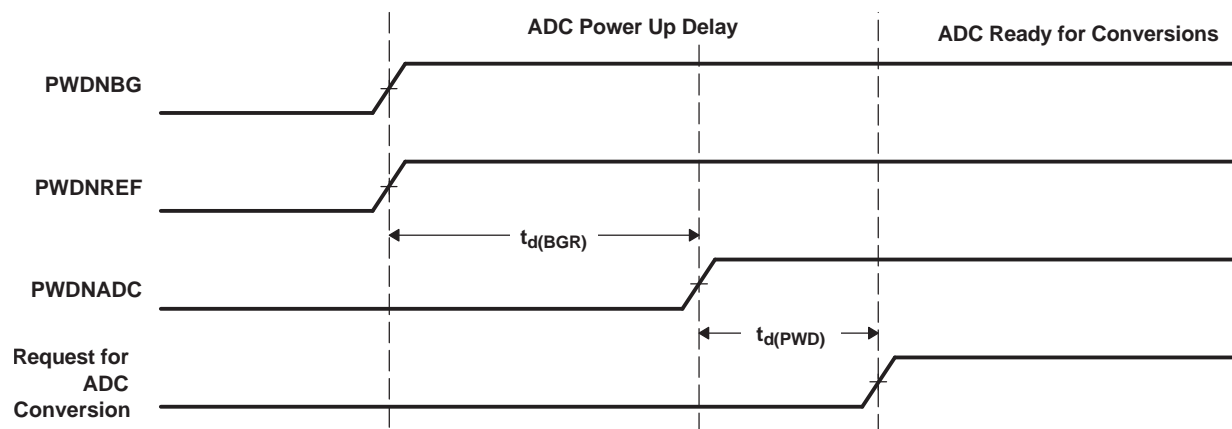 ADC Power Up Delay
ADC Ready for Conversions
PWDNBG
PWDNREF
td(BGR)
PWDNADC
td(PWD)
Request for
ADC
Conversion